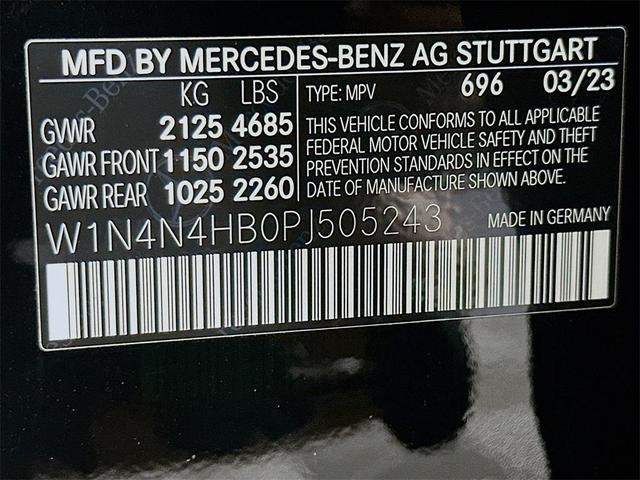 MFD BY MERCEDES-BENZ AG STUTTGART
KG LBS
GVWR 2125 4685
GAWR FRONT 1150 2535
GAWR REAR 1025 2260
TYPE: MPV 696 03/23
THIS VEHICLE CONFORMS TO ALL APPLICABLE
FEDERAL MOTOR VEHICLE SAFETY AND THEFT
PREVENTION STANDARDS IN EFFECT ON THE
DATE OF MANUFACTURE SHOWN ABOVE.
W1N4N4HB0PJ505243
MADE IN GERMANY